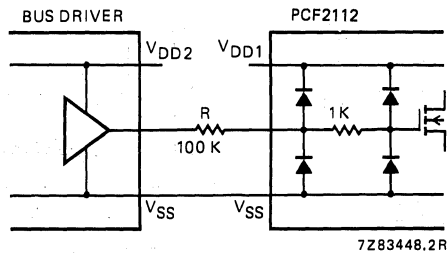 BUS DRIVER
PCF2112
VDD2
VDD1
R
100 K
1K
VSS
VSS
7Z83448.2R